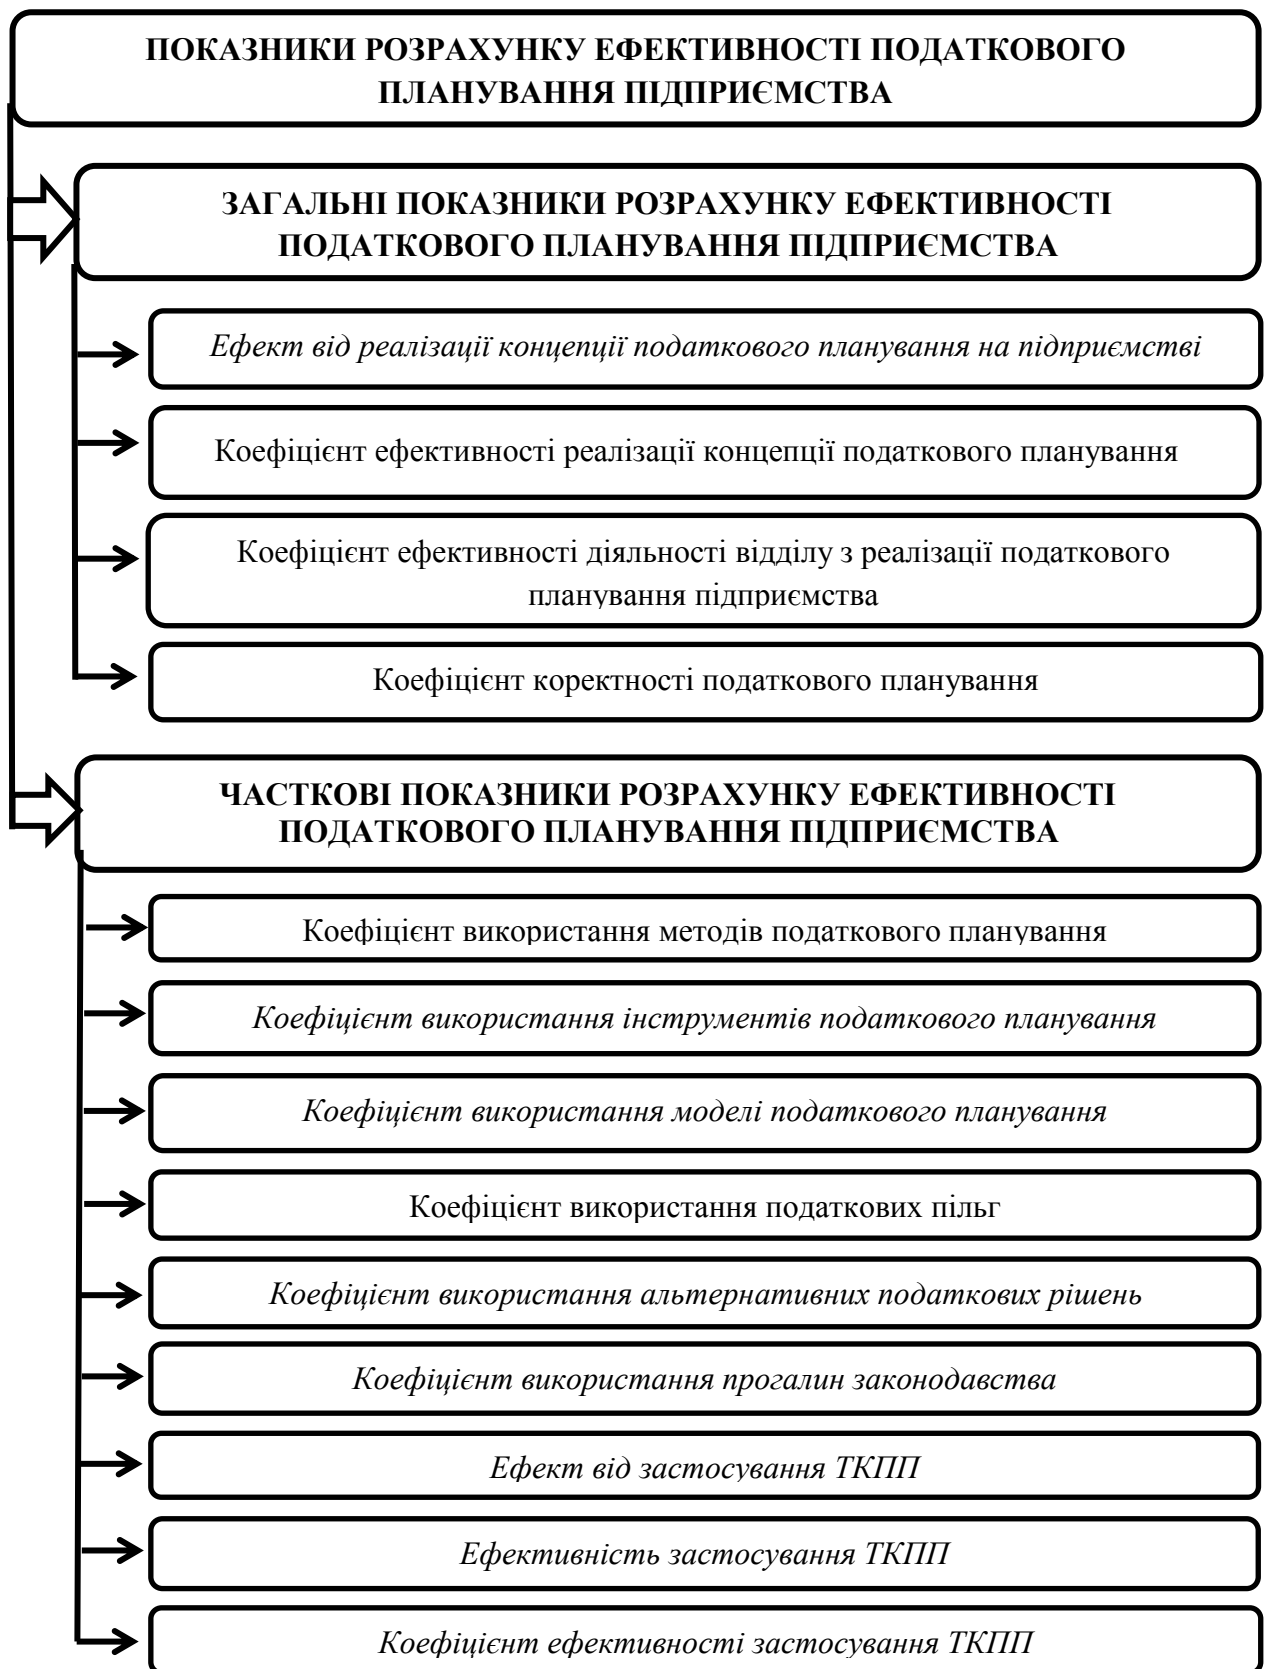 ПОКАЗНИКИ РОЗРАХУНКУ ЕФЕКТИВНОСТІ ПОДАТКОВОГО
ПЛАНУВАННЯ ПІДПРИЄМСТВА
ЗАГАЛЬНІ ПОКАЗНИКИ РОЗРАХУНКУ ЕФЕКТИВНОСТІ
ПОДАТКОВОГО ПЛАНУВАННЯ ПІДПРИЄМСТВА
Ефект від реалізації концепції податкового планування на підприємстві
Коефіцієнт ефективності реалізації концепції податкового планування
Коефіцієнт ефективності діяльності відділу з реалізації податкового
планування підприємства
Коефіцієнт коректності податкового планування
ЧАСТКОВІ ПОКАЗНИКИ РОЗРАХУНКУ ЕФЕКТИВНОСТІ
ПОДАТКОВОГО ПЛАНУВАННЯ ПІДПРИЄМСТВА
Коефіцієнт використання методів податкового планування
Коефіцієнт використання інструментів податкового планування
Коефіцієнт використання моделі податкового планування
Коефіцієнт використання податкових пільг
Коефіцієнт використання альтернативних податкових рішень
Коефіцієнт використання прогалин законодавства
Ефект від застосування ТКПП
Ефективність застосування ТКПП
Коефіцієнт ефективності застосування ТКПП